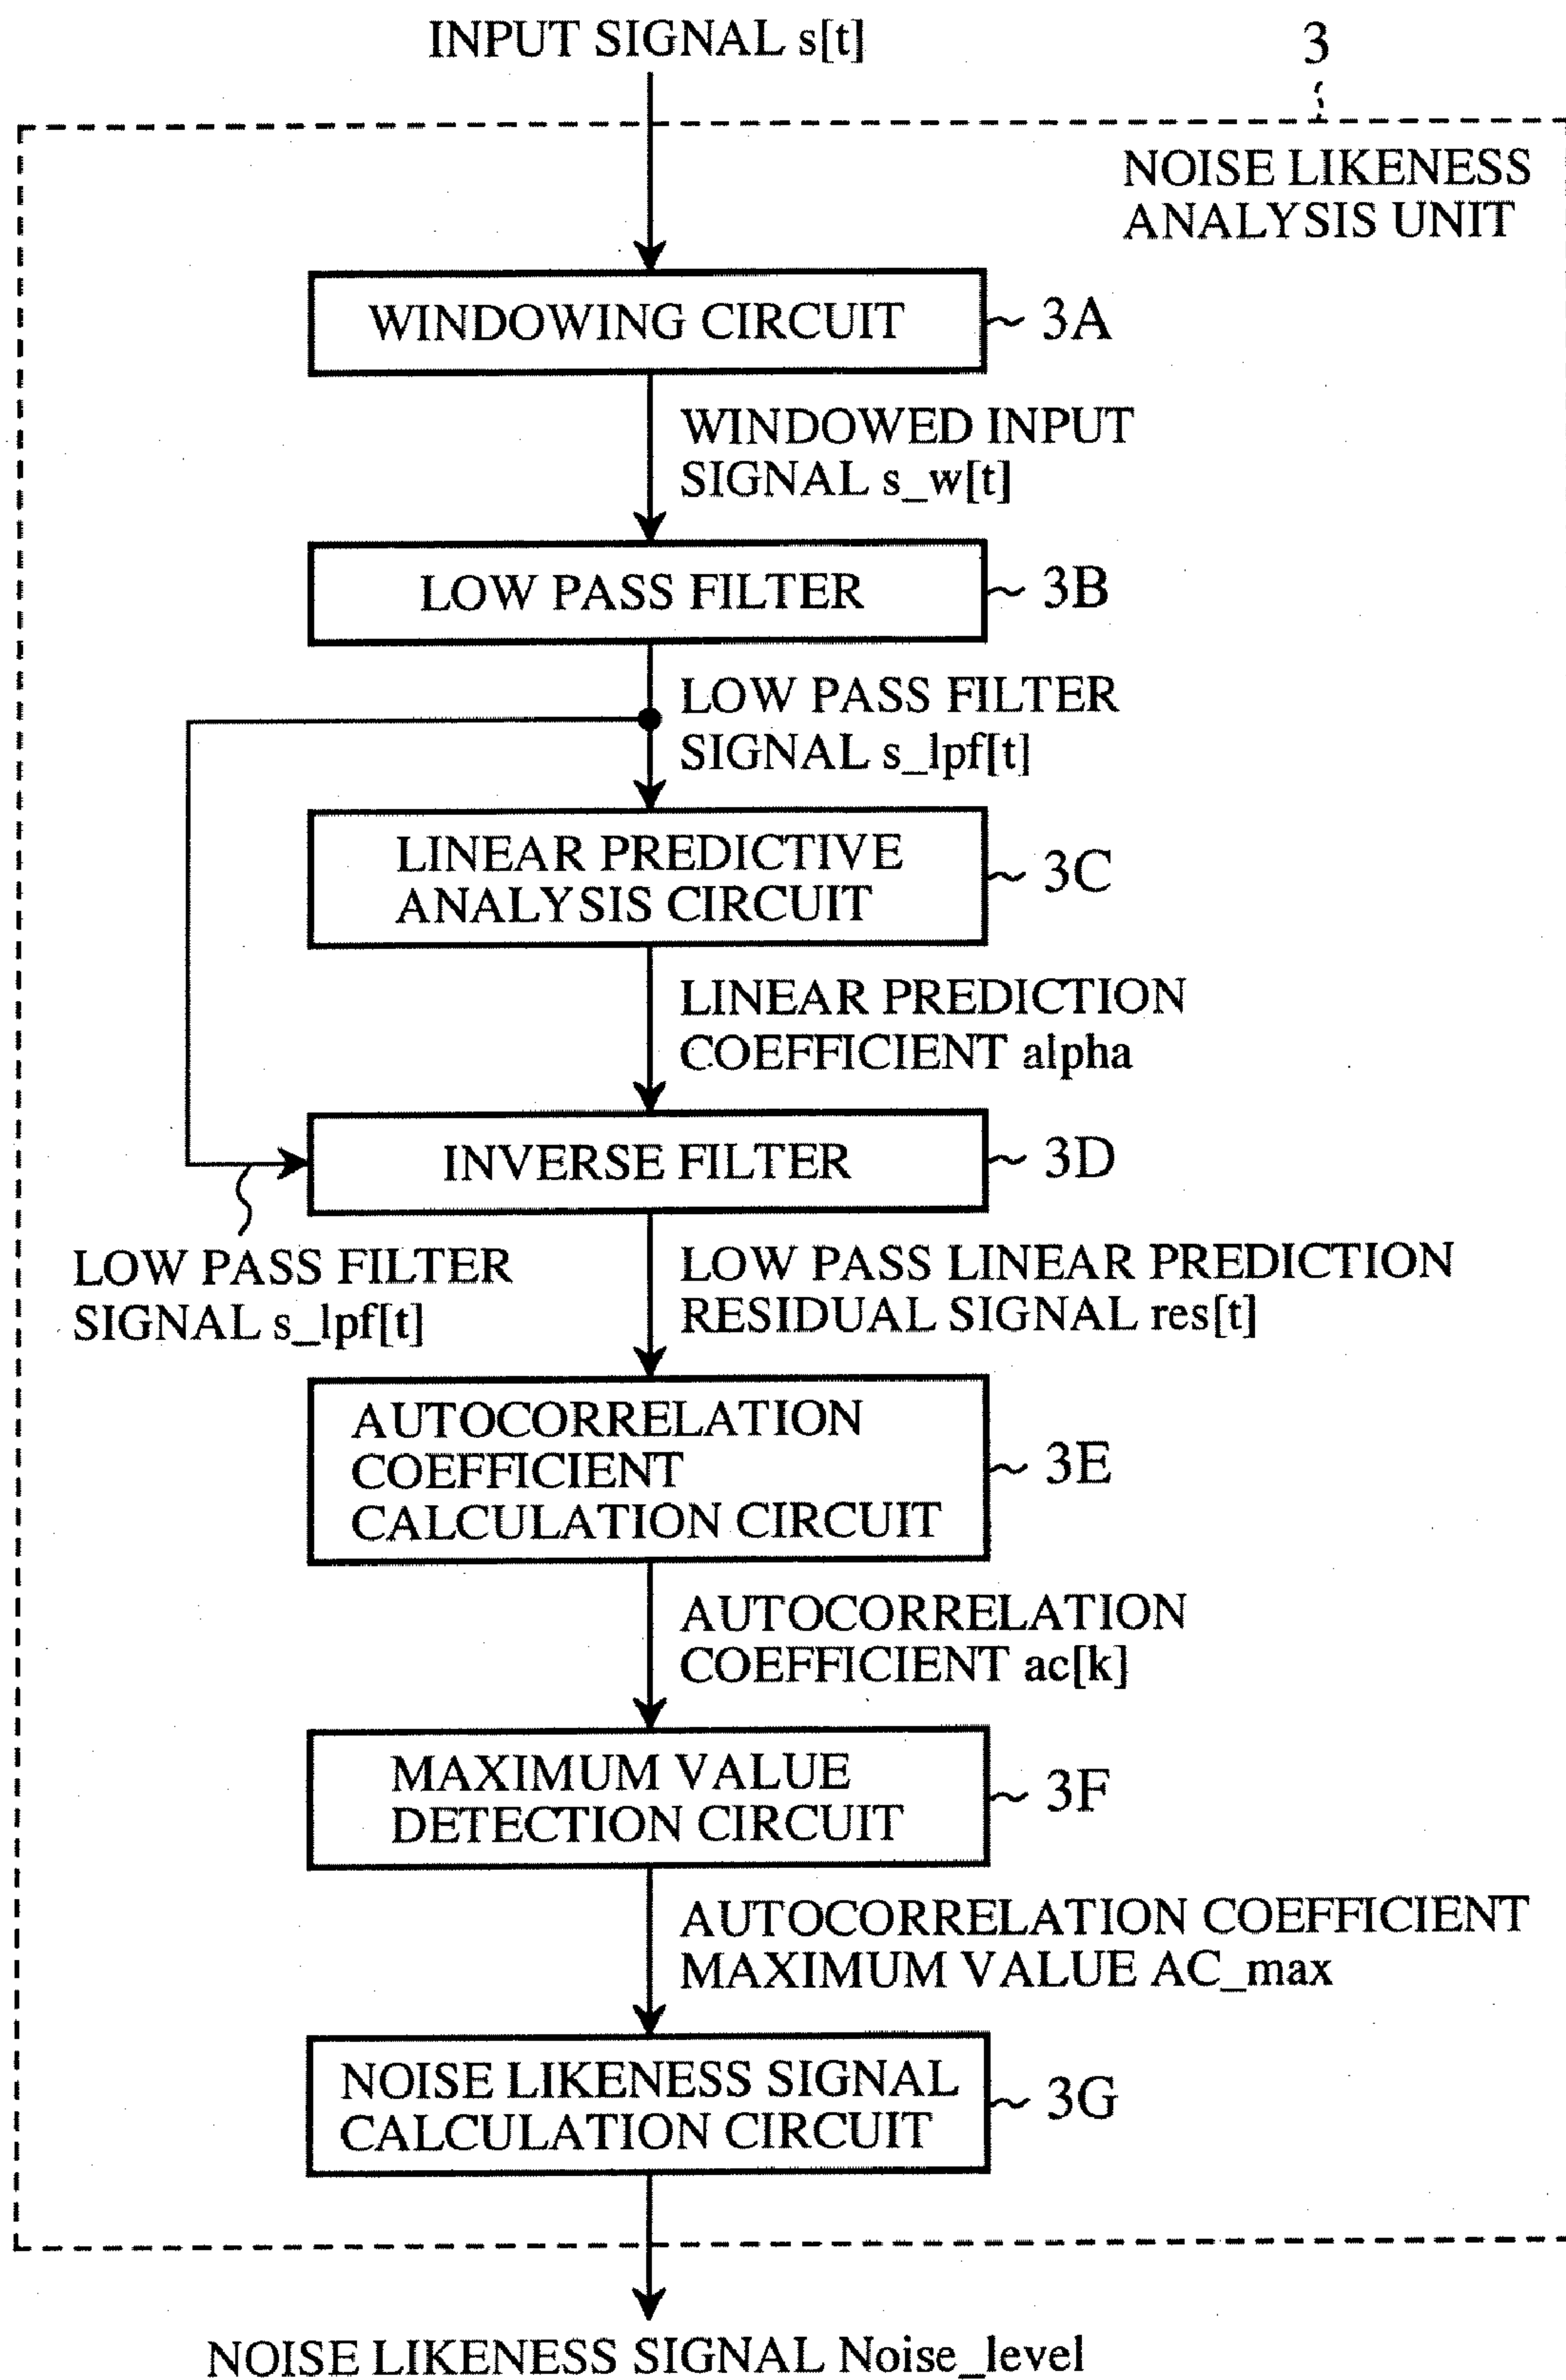 INPUT SIGNAL s[t]
3
NOISE LIKENESS
ANALYSIS UNIT
WINDOWING CIRCUIT
3A
WINDOWED INPUT
SIGNAL s_w[t]
LOW PASS FILTER
3B
LOW PASS FILTER
SIGNAL s_lpf[t]
LINEAR PREDICTIVE
ANALYSIS CIRCUIT
3C
LINEAR PREDICTION
COEFFICIENT alpha
INVERSE FILTER
3D
LOW PASS FILTER
SIGNAL s_lpf[t]
LOW PASS LINEAR PREDICTION
RESIDUAL SIGNAL res[t]
AUTOCORRELATION
COEFFICIENT
CALCULATION CIRCUIT
3E
AUTOCORRELATION
COEFFICIENT ac[k]
MAXIMUM VALUE
DETECTION CIRCUIT
3F
AUTOCORRELATION COEFFICIENT
MAXIMUM VALUE AC_max
NOISE LIKENESS SIGNAL
CALCULATION CIRCUIT
3G
NOISE LIKENESS SIGNAL Noise_level